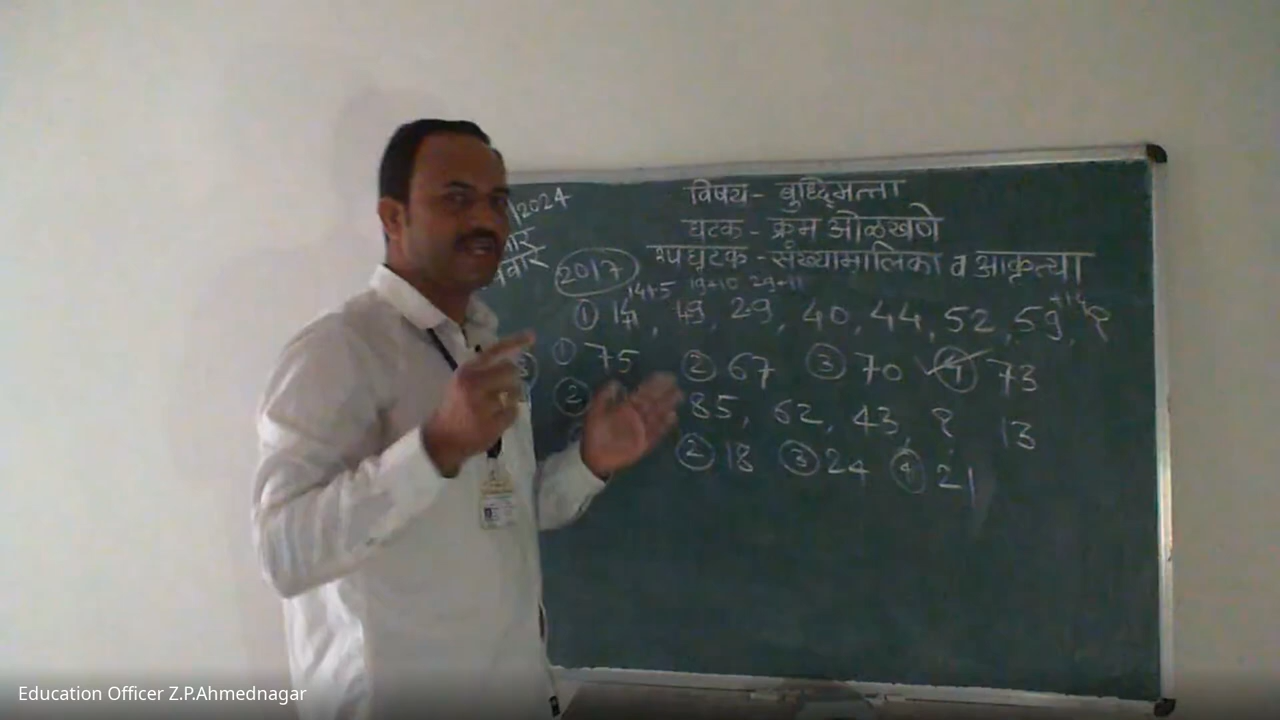 /2024
विषय - बुध्दिमत्ता
घटक - क्रम ओळखणे
उपघटक - संख्यामालिका व आकृत्या
2017
14+5 19+10 29+11
① 14, 19, 29, 40, 44, 52, 59, ?
+14
① 75 ② 67 ③ 70 ④ 73
② 85, 62, 43, ? 13
② 18 ③ 24 ④ 21
Education Officer Z.P.Ahmednagar